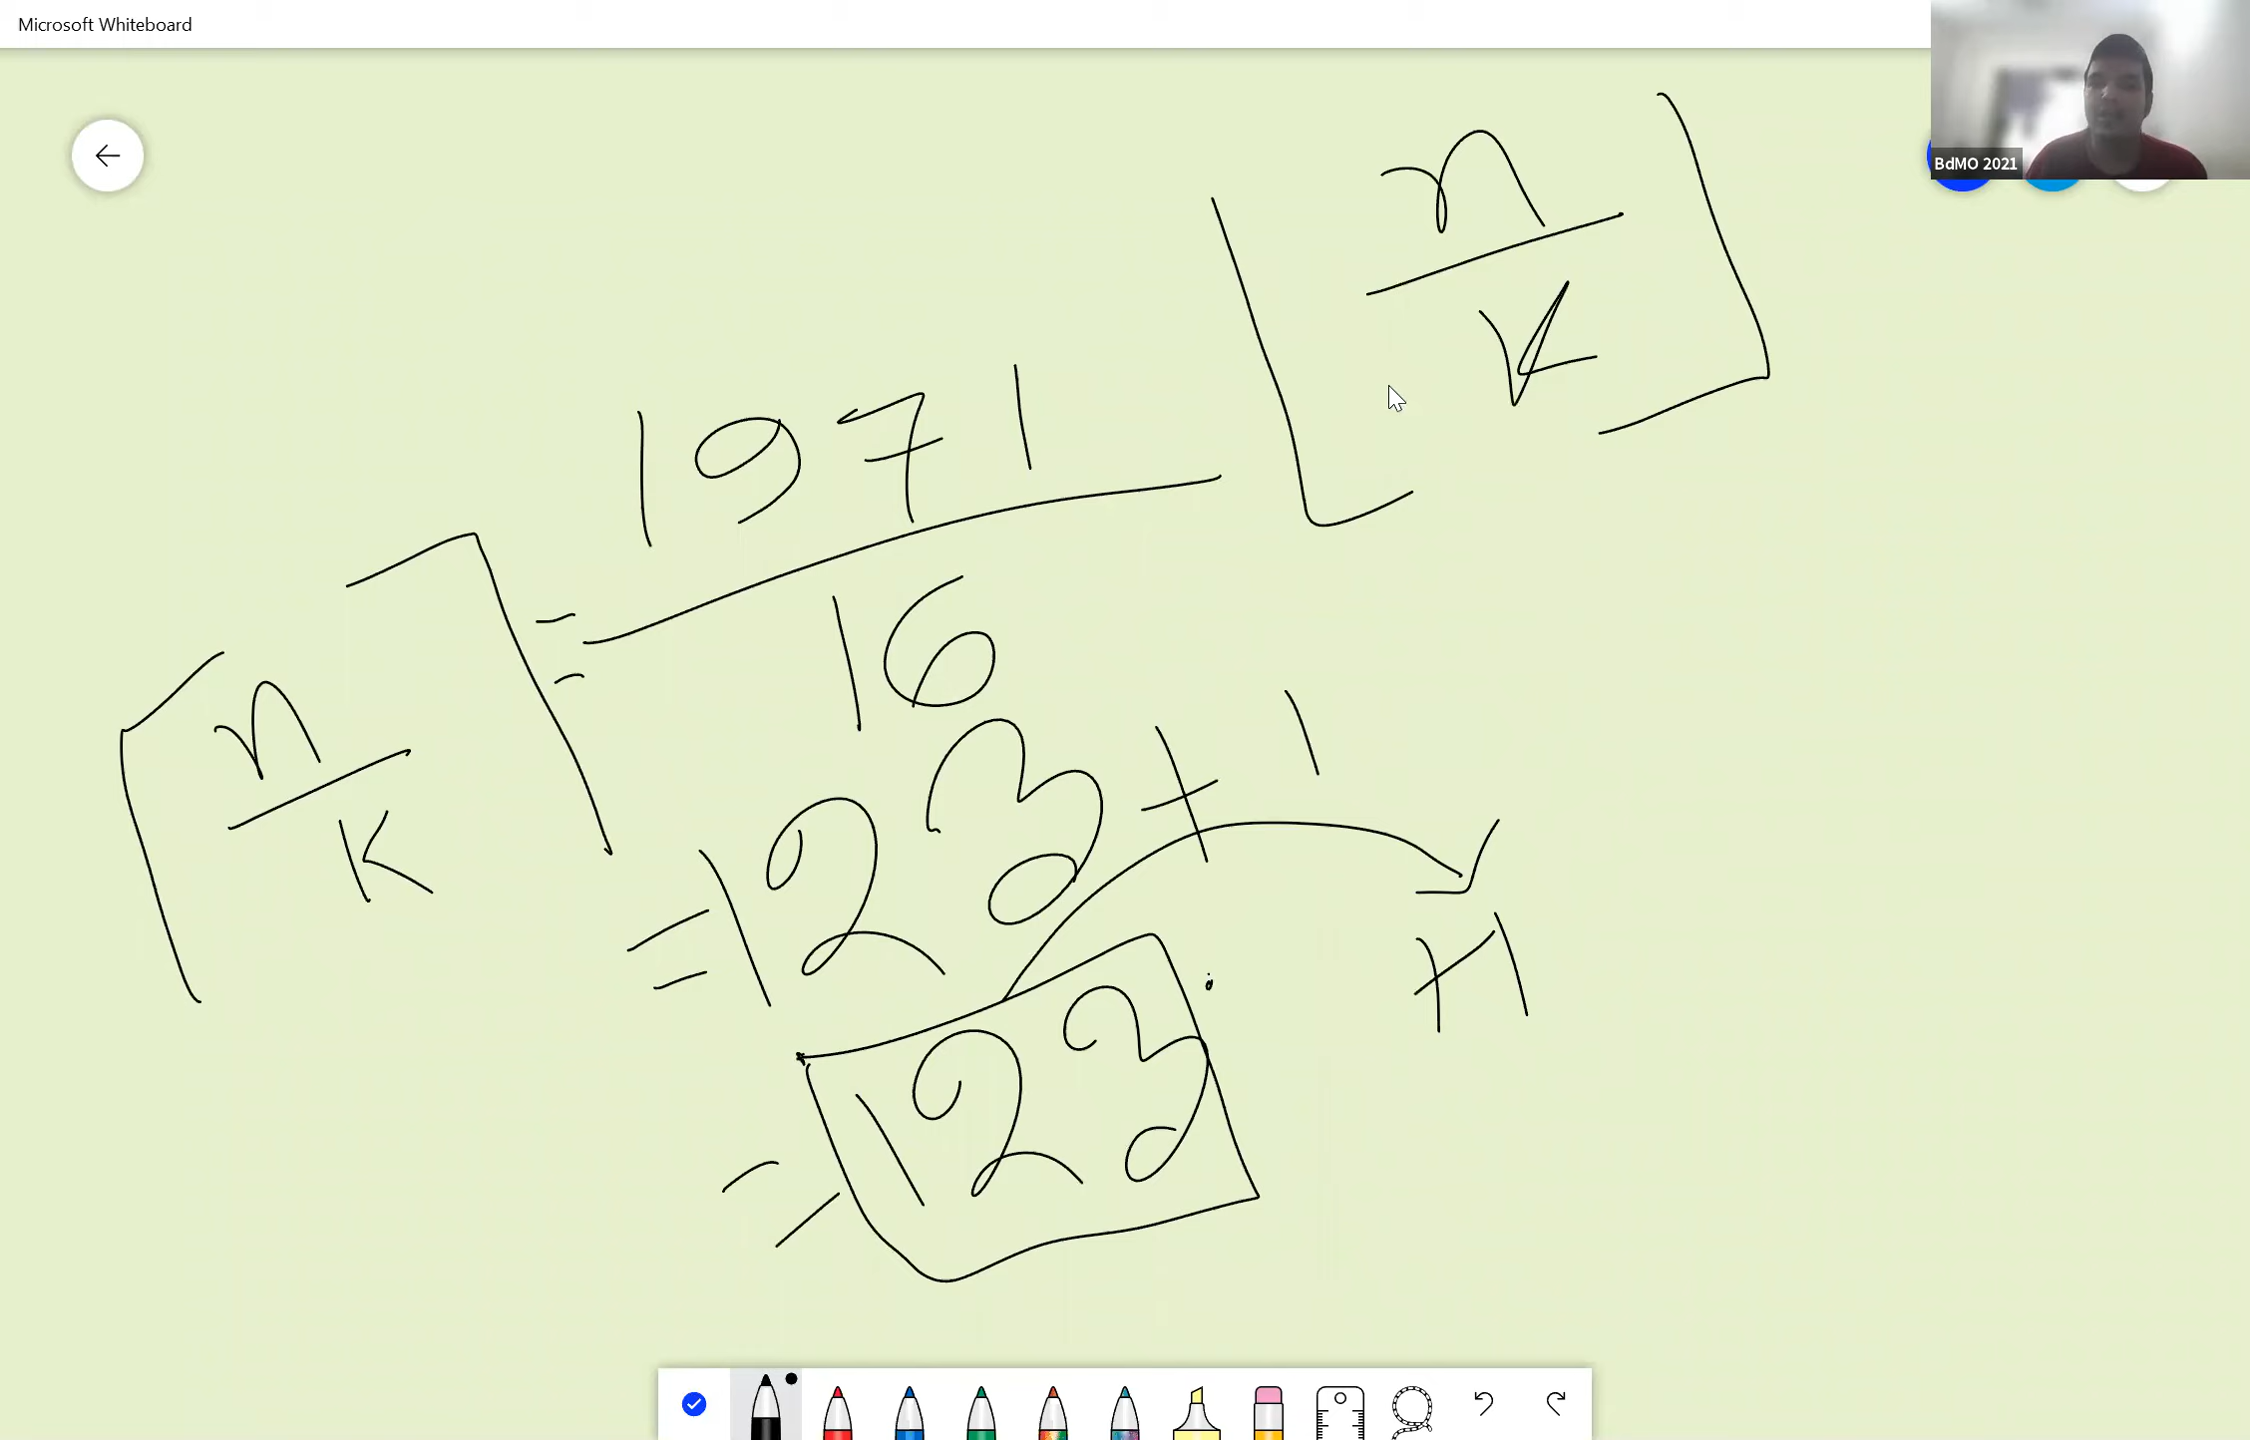 Microsoft Whiteboard
BdMO 2021
⌊n/k⌋
⌈n/k⌉ = 1971/16
= 123 + 1
= 123
+1